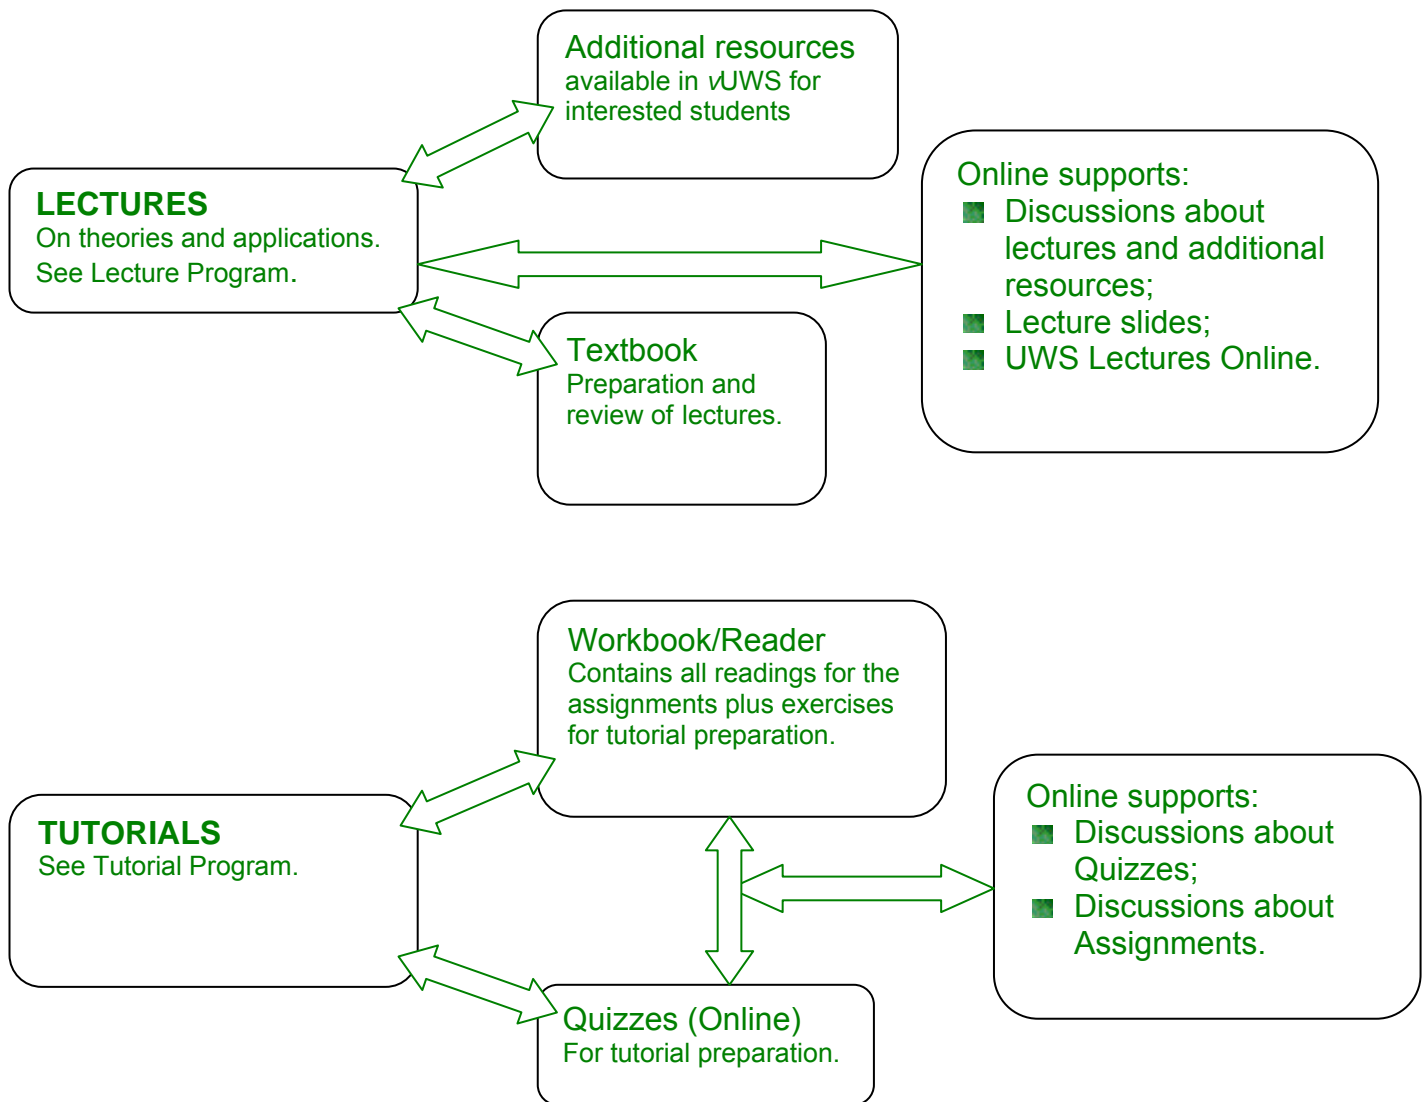 Additional resources
available in vUWS for
interested students
LECTURES
On theories and applications.
See Lecture Program.
Online supports:
Discussions about
lectures and additional
resources;
Lecture slides;
UWS Lectures Online.
Textbook
Preparation and
review of lectures.
Workbook/Reader
Contains all readings for the
assignments plus exercises
for tutorial preparation.
TUTORIALS
See Tutorial Program.
Online supports:
Discussions about
Quizzes;
Discussions about
Assignments.
Quizzes (Online)
For tutorial preparation.